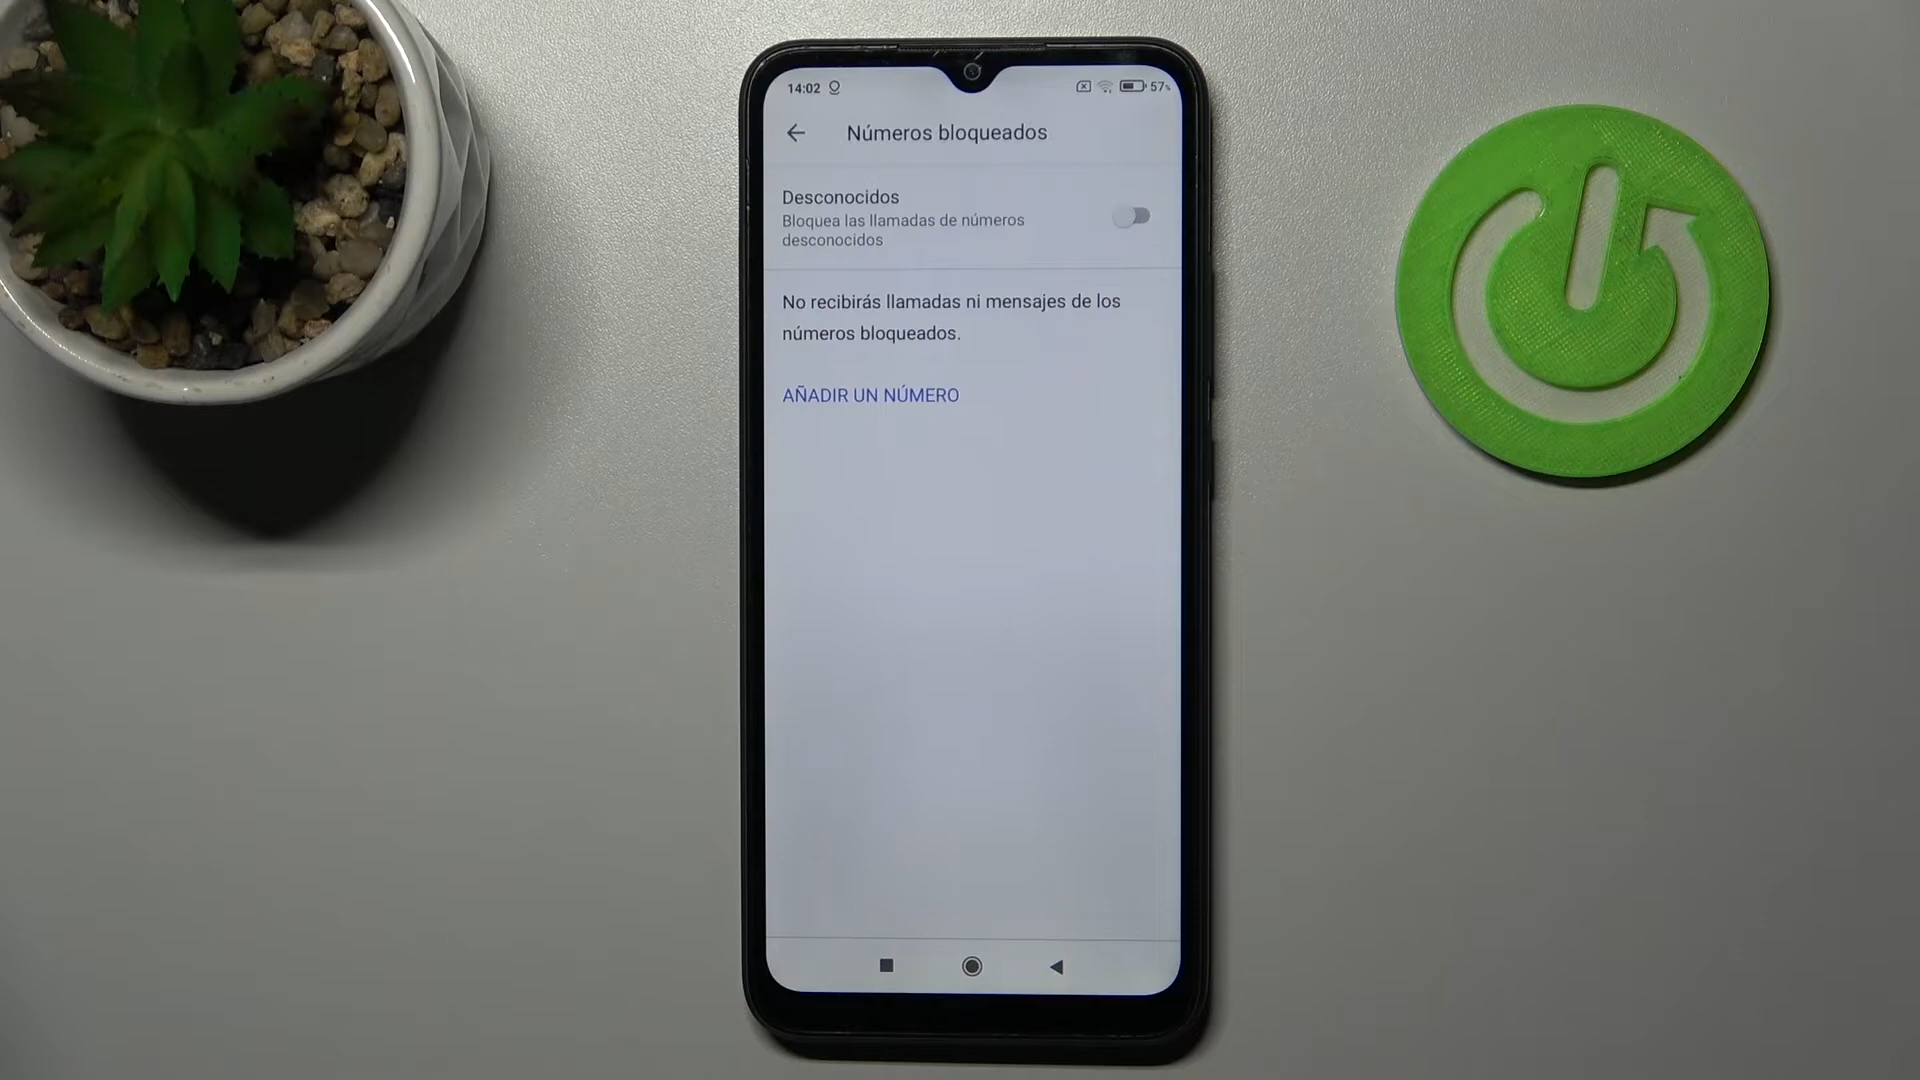 14:02
57%
Números bloqueados
Desconocidos
Bloquea las llamadas de números
desconocidos
No recibirás llamadas ni mensajes de los
números bloqueados.
AÑADIR UN NÚMERO